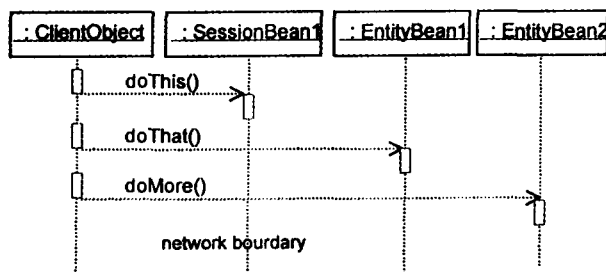 : ClientObject
: SessionBean1
: EntityBean1
: EntityBean2
doThis()
doThat()
doMore()
network bourdary